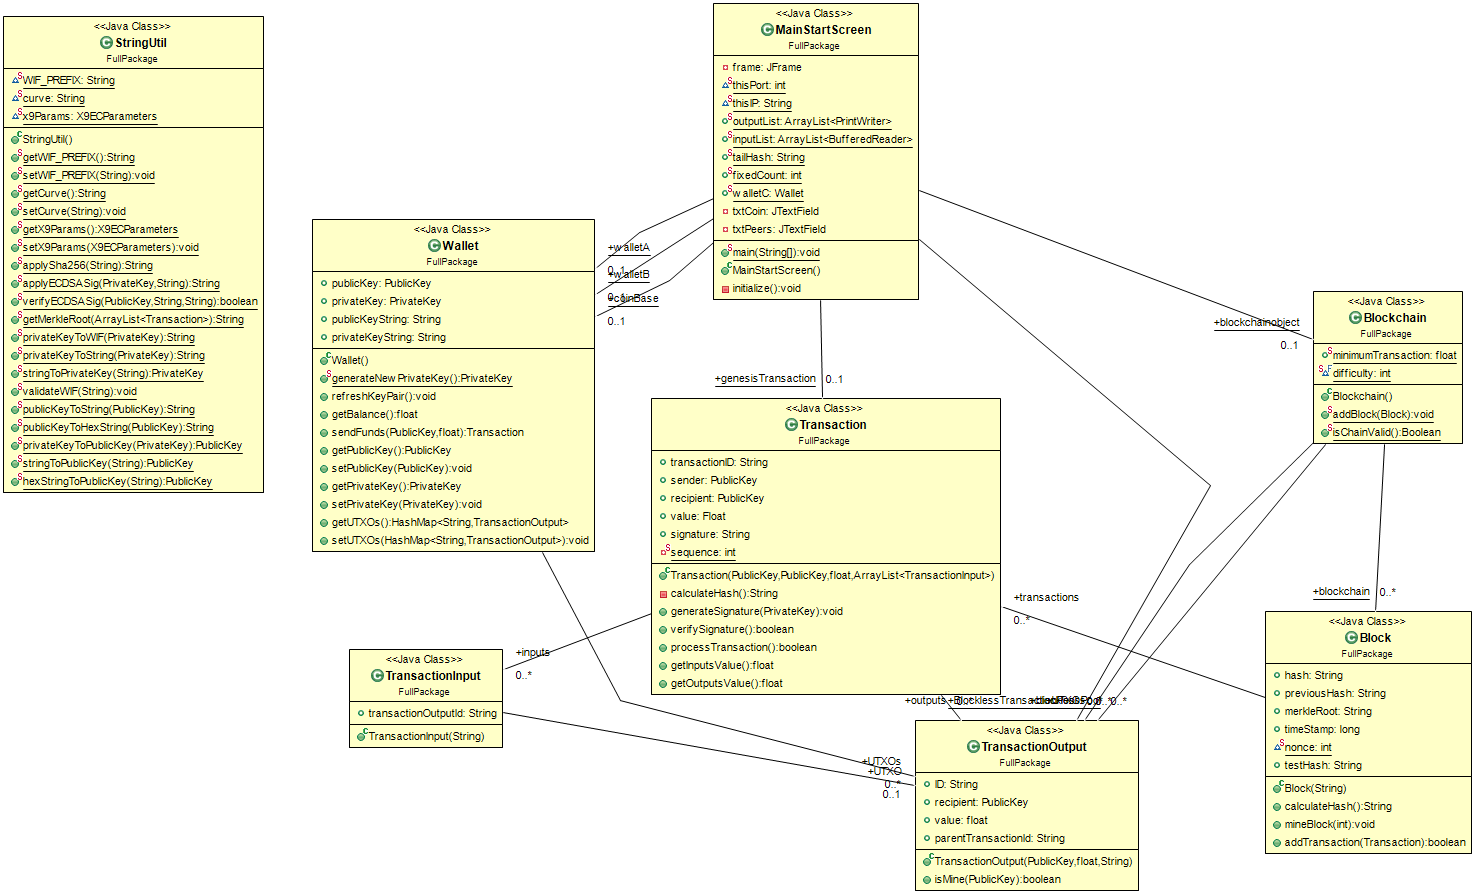 <<Java Class>>
StringUtil
FullPackage
WIF_PREFIX: String
curve: String
x9Params: X9ECParameters
StringUtil()
getWIF_PREFIX():String
setWIF_PREFIX(String):void
getCurve():String
setCurve(String):void
getX9Params():X9ECParameters
setX9Params(X9ECParameters):void
applySha256(String):String
applyECDSASig(PrivateKey,String):String
verifyECDSASig(PublicKey,String,String):boolean
getMerkleRoot(ArrayList<Transaction>):String
privateKeyToWIF(PrivateKey):String
privateKeyToString(PrivateKey):String
stringToPrivateKey(String):PrivateKey
validateWIF(String):void
publicKeyToString(PublicKey):String
publicKeyToHexString(PublicKey):String
privateKeyToPublicKey(PrivateKey):PublicKey
stringToPublicKey(String):PublicKey
hexStringToPublicKey(String):PublicKey
<<Java Class>>
Wallet
FullPackage
publicKey: PublicKey
privateKey: PrivateKey
publicKeyString: String
privateKeyString: String
Wallet()
generateNewPrivateKey():PrivateKey
refreshKeyPair():void
getBalance():float
sendFunds(PublicKey,float):Transaction
getPublicKey():PublicKey
setPublicKey(PublicKey):void
getPrivateKey():PrivateKey
setPrivateKey(PrivateKey):void
getUTXOs():HashMap<String,TransactionOutput>
setUTXOs(HashMap<String,TransactionOutput>):void
<<Java Class>>
MainStartScreen
FullPackage
frame: JFrame
thisPort: int
thisIP: String
outputList: ArrayList<PrintWriter>
inputList: ArrayList<BufferedReader>
tailHash: String
fixedCount: int
walletC: Wallet
txtCoin: JTextField
txtPeers: JTextField
main(String[]):void
MainStartScreen()
initialize():void
+walletA
0..1
+walletB
0..1
+coinBase
0..1
+genesisTransaction
0..1
+blockchainobject
0..1
<<Java Class>>
Blockchain
FullPackage
minimumTransaction: float
difficulty: int
Blockchain()
addBlock(Block):void
isChainValid():Boolean
<<Java Class>>
Transaction
FullPackage
transactionID: String
sender: PublicKey
recipient: PublicKey
value: Float
signature: String
sequence: int
Transaction(PublicKey,PublicKey,float,ArrayList<TransactionInput>)
calculateHash():String
generateSignature(PrivateKey):void
verifySignature():boolean
processTransaction():boolean
getInputsValue():float
getOutputsValue():float
+transactions
0..*
+blockchain
0..*
<<Java Class>>
Block
FullPackage
hash: String
previousHash: String
merkleRoot: String
timeStamp: long
nonce: int
testHash: String
Block(String)
calculateHash():String
mineBlock(int):void
addTransaction(Transaction):boolean
+inputs
0..*
<<Java Class>>
TransactionInput
FullPackage
transactionOutputId: String
TransactionInput(String)
+outputs
0..*
+UTXOs
+UTXO
0..*
0..1
<<Java Class>>
TransactionOutput
FullPackage
ID: String
recipient: PublicKey
value: float
parentTransactionId: String
TransactionOutput(PublicKey,float,String)
isMine(PublicKey):boolean